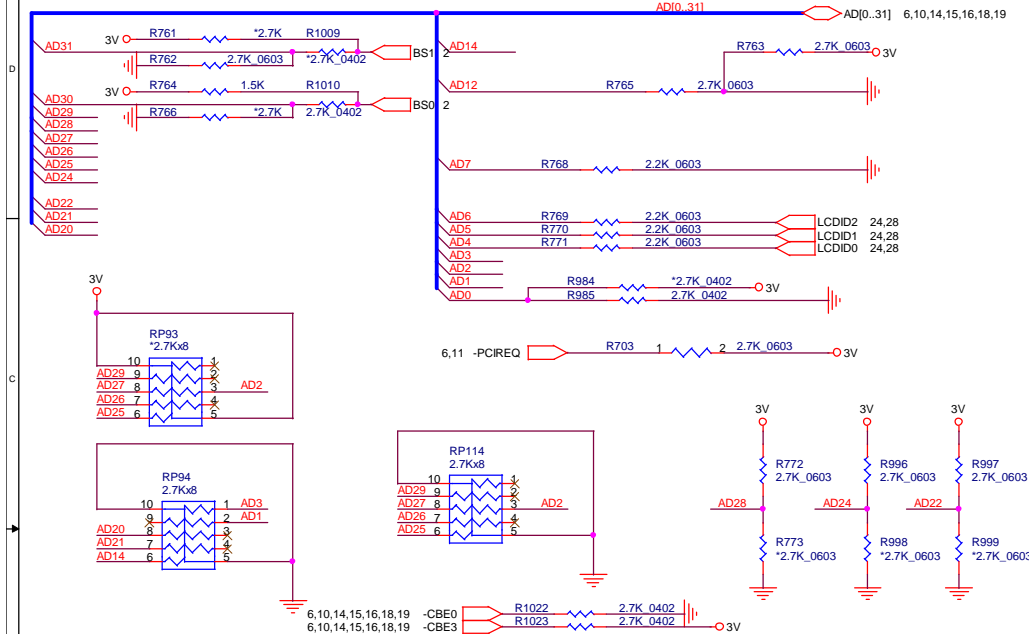 AD[0..31]
AD[0..31] 6,10,14,15,16,18,19
3V R761 *2.7K R1009
AD31
R762 2.7K_0603 *2.7K_0402 BS1 2
3V R764 1.5K R1010
AD30
R766 *2.7K 2.7K_0402 BS0 2
AD29
AD28
AD27
AD26
AD25
AD24
AD22
AD21
AD20
AD14 R763 2.7K_0603 3V
AD12 R765 2.7K_0603
AD7 R768 2.2K_0603
AD6 R769 2.2K_0603 LCDID2 24,28
AD5 R770 2.2K_0603 LCDID1 24,28
AD4 R771 2.2K_0603 LCDID0 24,28
AD3
AD2
AD1 R984 *2.7K_0402 3V
AD0 R985 2.7K_0402
D
C
6,11 -PCIREQ R703 1 2 2.7K_0603 3V
3V
RP93
*2.7Kx8
10 1
AD29 9 2
AD27 8 3 AD2
AD26 7 4
AD25 6 5
RP94
2.7Kx8
10 1 AD3
9 2 AD1
AD20 8 3
AD21 7 4
AD14 6 5
RP114
2.7Kx8
10 1
AD29 9 2
AD27 8 3 AD2
AD26 7 4
AD25 6 5
3V 3V 3V
R772 R996 R997
2.7K_0603 2.7K_0603 2.7K_0603
AD28 AD24 AD22
R773 R998 R999
*2.7K_0603 *2.7K_0603 *2.7K_0603
6,10,14,15,16,18,19 -CBE0 R1022 2.7K_0402
6,10,14,15,16,18,19 -CBE3 R1023 2.7K_0402 3V